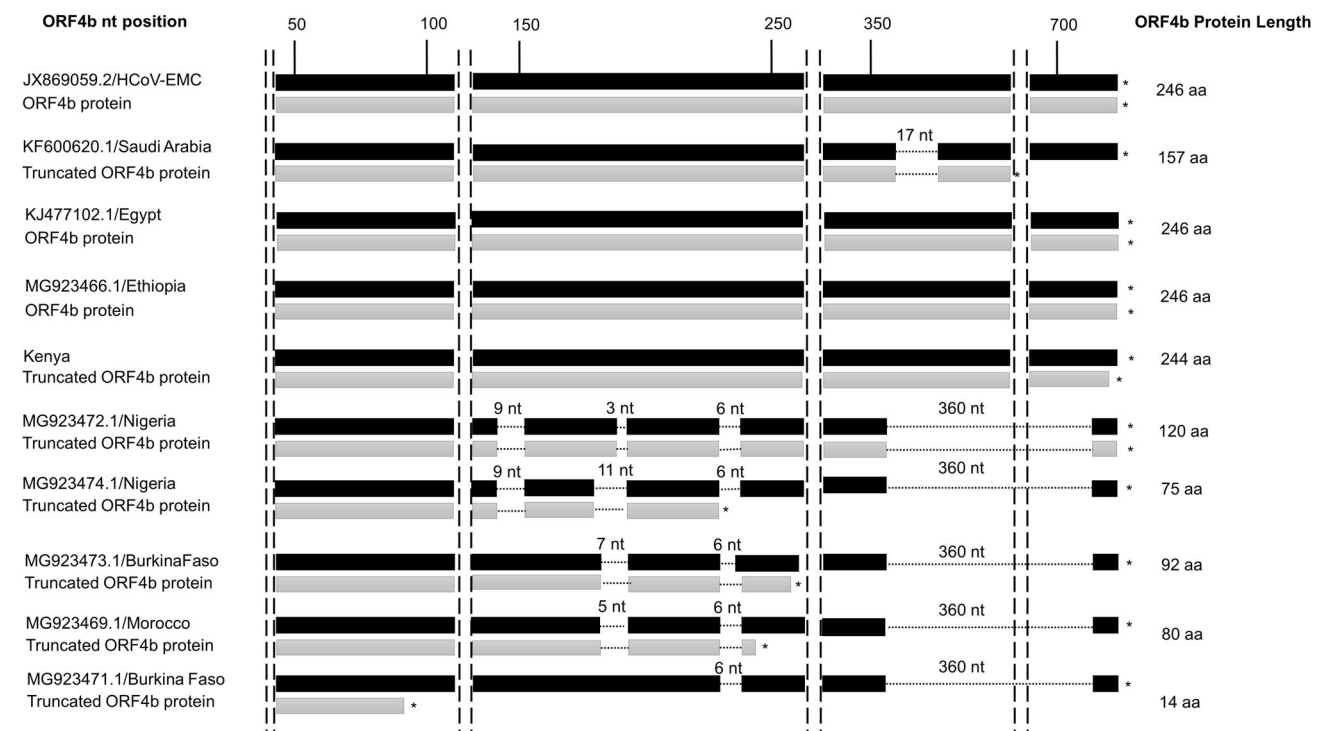 ORF4b nt position 50 100 150 250 350 700 ORF4b Protein Length
JX869059.2/HCoV-EMC *
ORF4b protein * 246 aa
17 nt
KF600620.1/Saudi Arabia * 157 aa
Truncated ORF4b protein *
KJ477102.1/Egypt *
ORF4b protein * 246 aa
MG923466.1/Ethiopia * 246 aa
ORF4b protein *
Kenya * 244 aa
Truncated ORF4b protein *
9 nt 3 nt 6 nt 360 nt
MG923472.1/Nigeria * 120 aa
Truncated ORF4b protein *
9 nt 11 nt 6 nt 360 nt
MG923474.1/Nigeria * 75 aa
Truncated ORF4b protein *
7 nt 6 nt 360 nt
MG923473.1/BurkinaFaso * 92 aa
Truncated ORF4b protein *
5 nt 6 nt 360 nt
MG923469.1/Morocco * 80 aa
Truncated ORF4b protein *
6 nt 360 nt
MG923471.1/Burkina Faso *
Truncated ORF4b protein * 14 aa